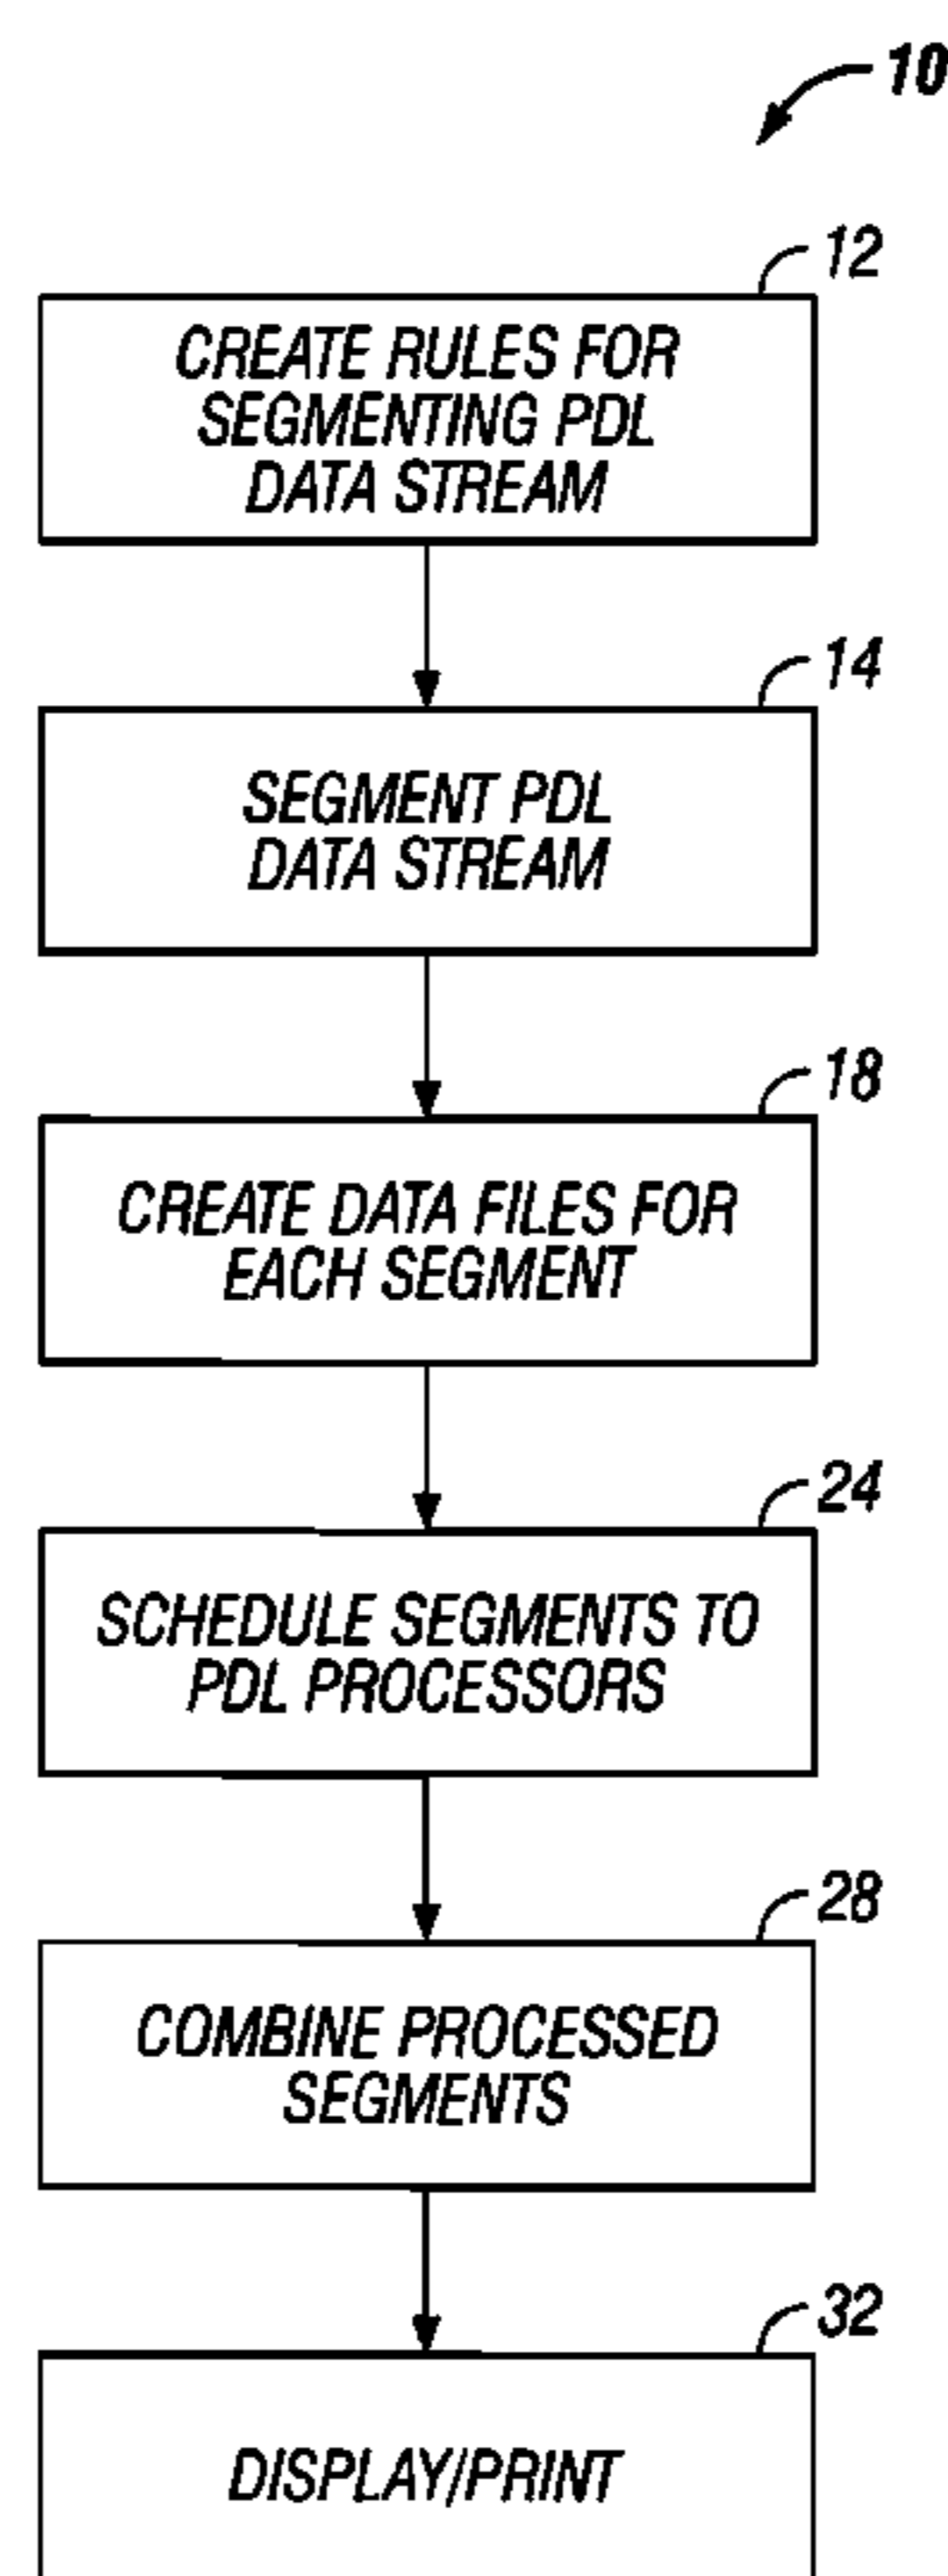 10
12
CREATE RULES FOR
SEGMENTING PDL
DATA STREAM
14
SEGMENT PDL
DATA STREAM
18
CREATE DATA FILES FOR
EACH SEGMENT
24
SCHEDULE SEGMENTS TO
PDL PROCESSORS
28
COMBINE PROCESSED
SEGMENTS
32
DISPLAY/PRINT